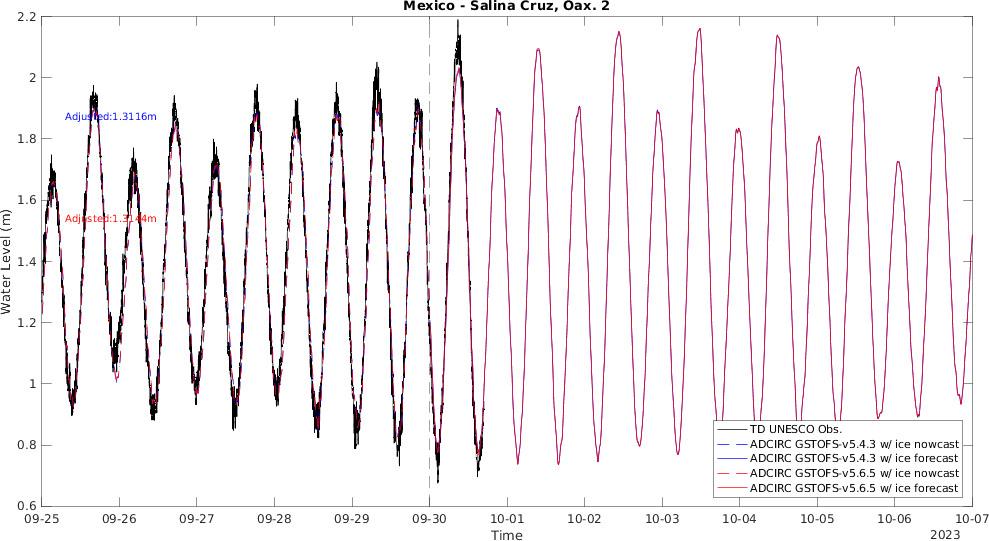 Mexico - Salina Cruz, Oax. 2
2.2
2
1.8
1.6
1.4
1.2
1
0.8
0.6
Water Level (m)
Adjusted:1.3116m
Adjusted:1.3144m
TD UNESCO Obs.
ADCIRC GSTOFS-v5.4.3 w/ ice nowcast
ADCIRC GSTOFS-v5.4.3 w/ ice forecast
ADCIRC GSTOFS-v5.6.5 w/ ice nowcast
ADCIRC GSTOFS-v5.6.5 w/ ice forecast
09-25 09-26 09-27 09-28 09-29 09-30 10-01 10-02 10-03 10-04 10-05 10-06 10-07
Time
2023